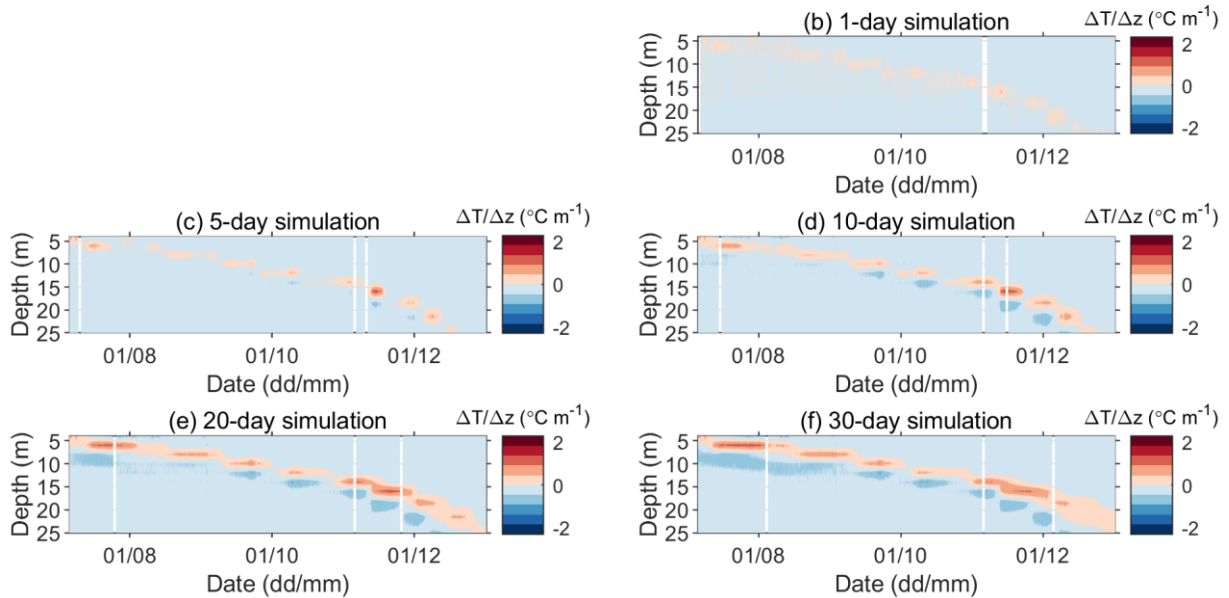 (b) 1-day simulation
ΔT/Δz (°C m⁻¹)
Depth (m)
5
10
15
20
25
01/08 01/10 01/12
Date (dd/mm)
2
0
-2
(c) 5-day simulation
ΔT/Δz (°C m⁻¹)
Depth (m)
5
10
15
20
25
01/08 01/10 01/12
Date (dd/mm)
2
0
-2
(d) 10-day simulation
ΔT/Δz (°C m⁻¹)
Depth (m)
5
10
15
20
25
01/08 01/10 01/12
Date (dd/mm)
2
0
-2
(e) 20-day simulation
ΔT/Δz (°C m⁻¹)
Depth (m)
5
10
15
20
25
01/08 01/10 01/12
Date (dd/mm)
2
0
-2
(f) 30-day simulation
ΔT/Δz (°C m⁻¹)
Depth (m)
5
10
15
20
25
01/08 01/10 01/12
Date (dd/mm)
2
0
-2